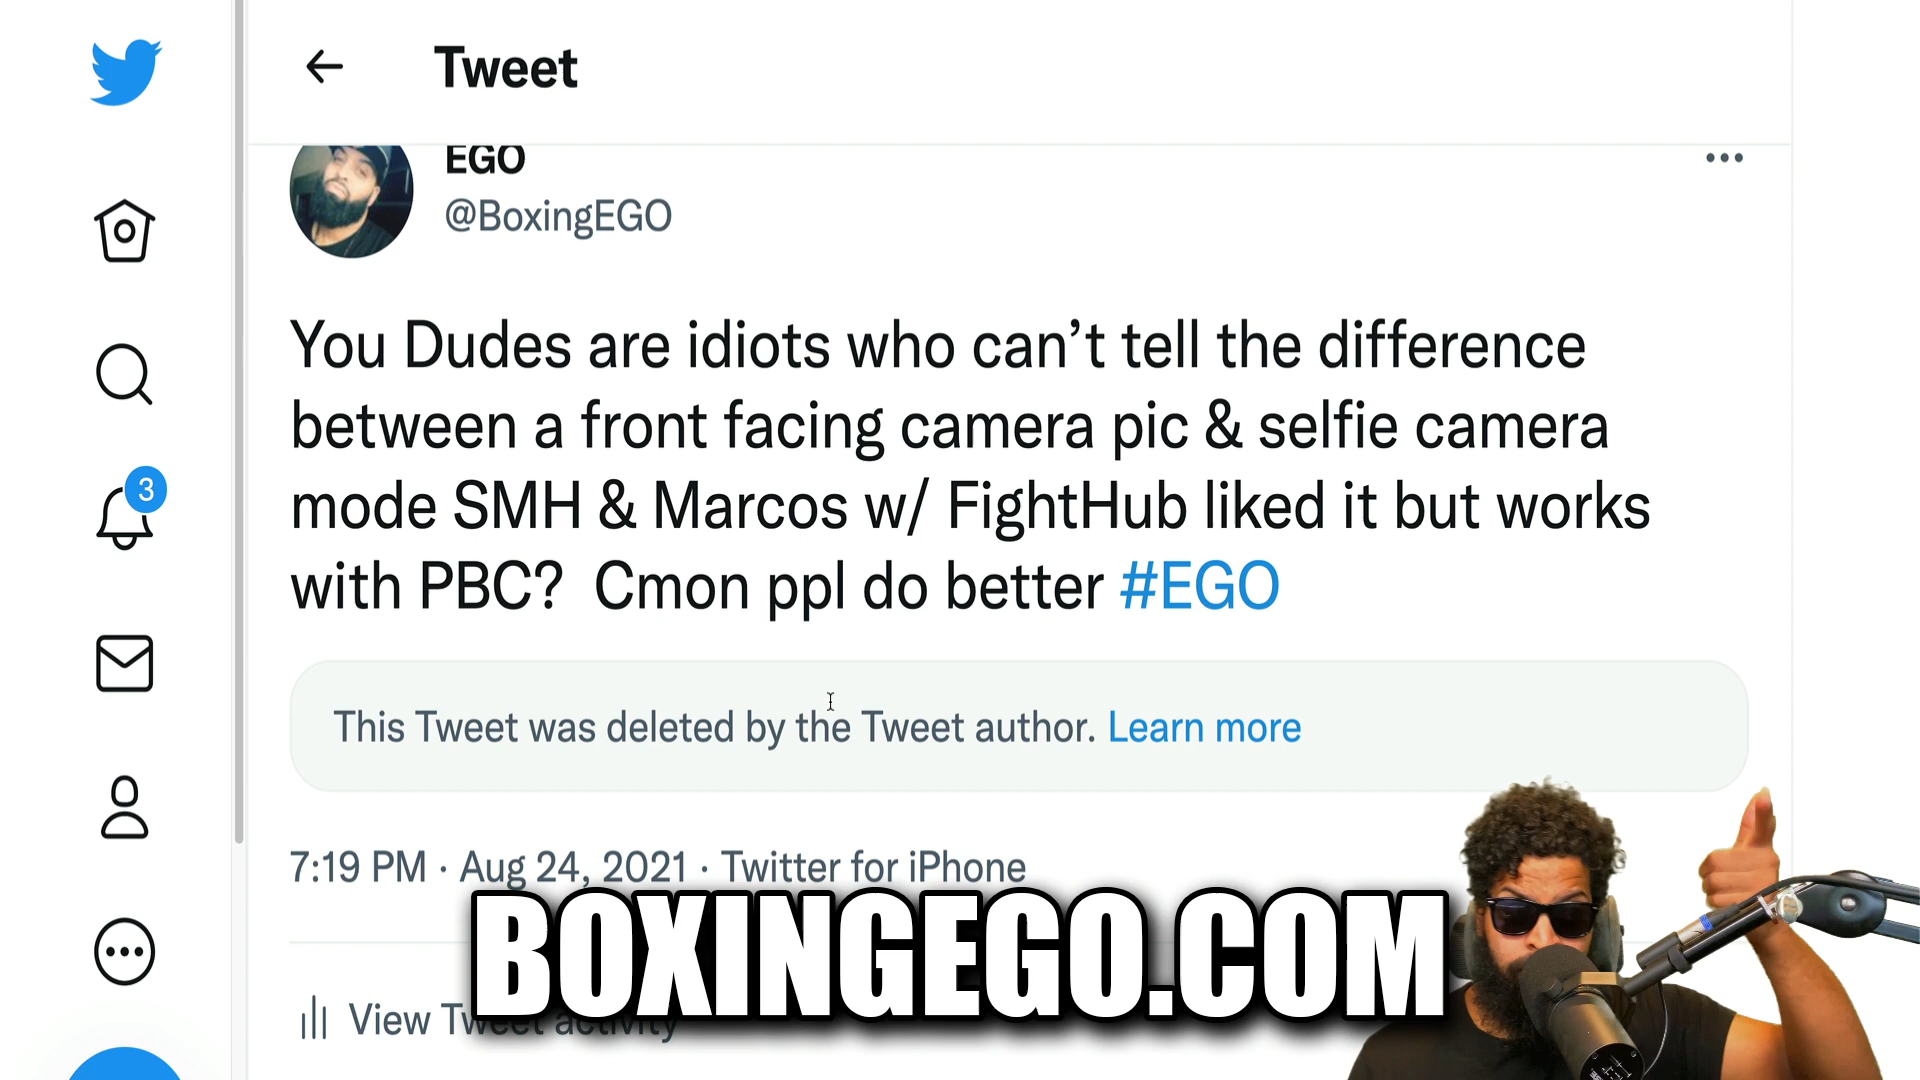 Tweet
EGO
@BoxingEGO
You Dudes are idiots who can’t tell the difference
between a front facing camera pic & selfie camera
mode SMH & Marcos w/ FightHub liked it but works
with PBC?  Cmon ppl do better #EGO
3
This Tweet was deleted by the Tweet author. Learn more
7:19 PM · Aug 24, 2021 · Twitter for iPhone
BOXINGEGO.COM
View Tweet activity